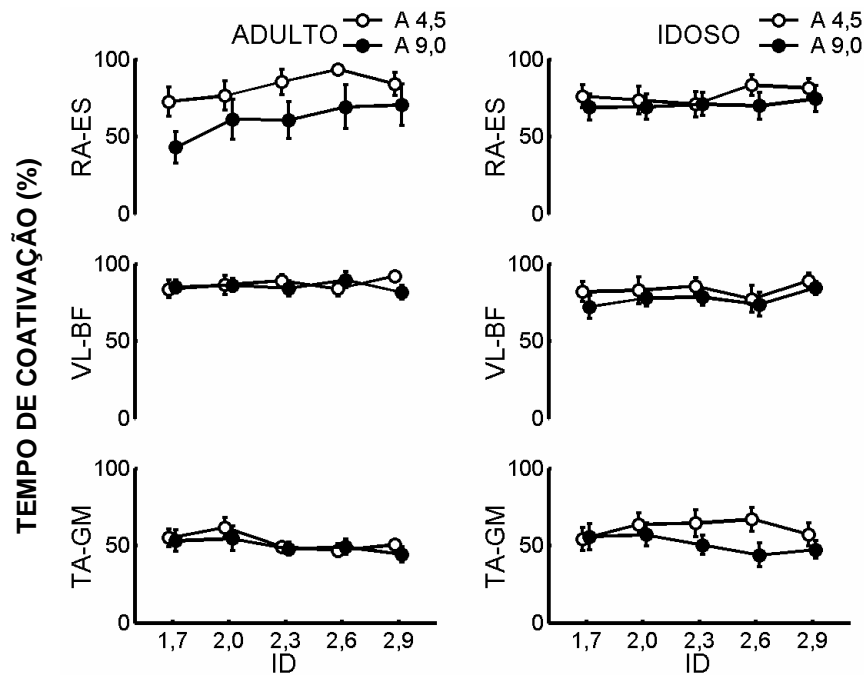 ADULTO
A 4,5
A 9,0
IDOSO
A 4,5
A 9,0
TEMPO DE COATIVAÇÃO (%)
RA-ES
100
50
0
RA-ES
100
50
0
VL-BF
100
50
0
VL-BF
100
50
0
TA-GM
100
50
0
1,7 2,0 2,3 2,6 2,9
ID
TA-GM
100
50
0
1,7 2,0 2,3 2,6 2,9
ID